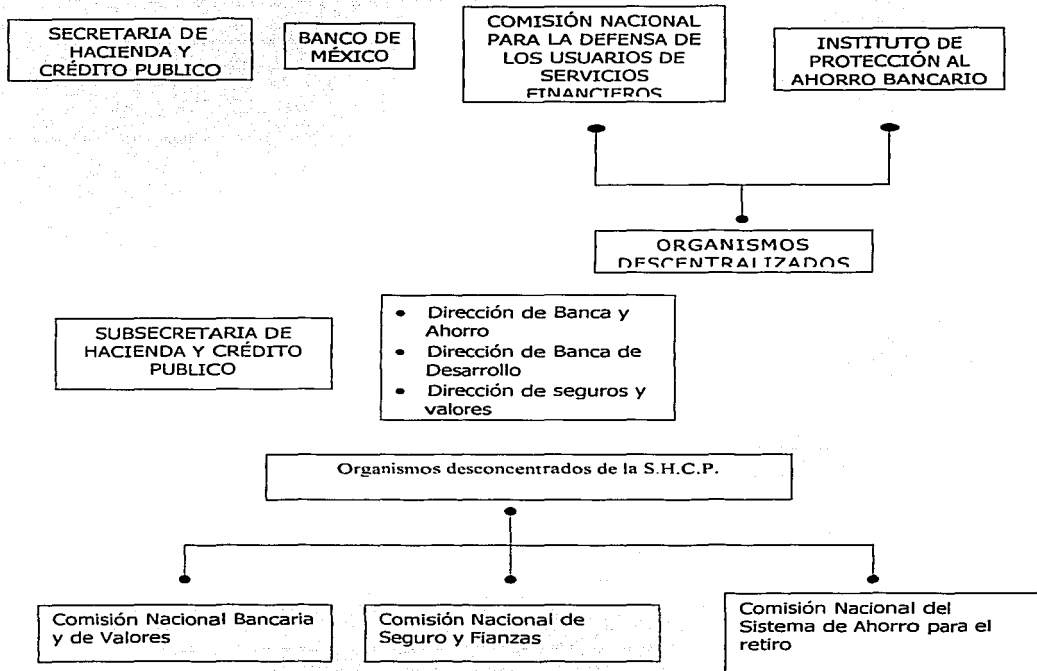 SECRETARIA DE
HACIENDA Y
CRÉDITO PUBLICO
BANCO DE
MÉXICO
COMISIÓN NACIONAL
PARA LA DEFENSA DE
LOS USUARIOS DE
SERVICIOS
FINANCIEROS
INSTITUTO DE
PROTECCIÓN AL
AHORRO BANCARIO
ORGANISMOS
DESCENTRALIZADOS
SUBSECRETARIA DE
HACIENDA Y CRÉDITO
PUBLICO
• Dirección de Banca y
Ahorro
• Dirección de Banca de
Desarrollo
• Dirección de seguros y
valores
Organismos desconcentrados de la S.H.C.P.
Comisión Nacional Bancaria
y de Valores
Comisión Nacional de
Seguro y Fianzas
Comisión Nacional del
Sistema de Ahorro para el
retiro